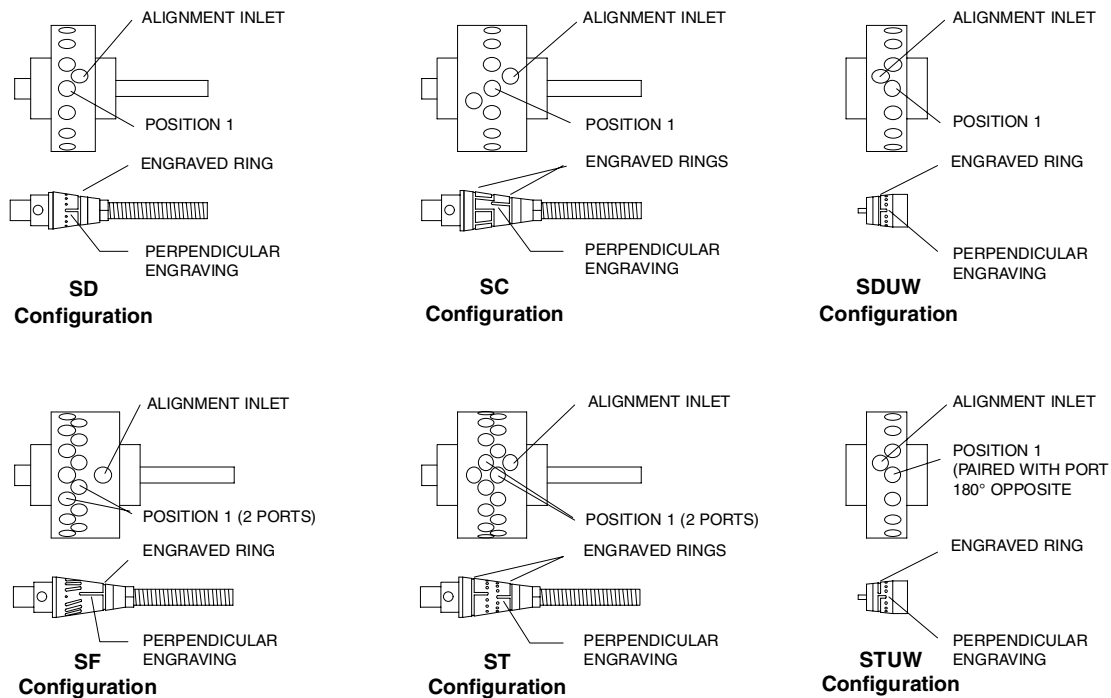 ALIGNMENT INLET
POSITION 1
ENGRAVED RING
PERPENDICULAR
ENGRAVING
SD
Configuration
ALIGNMENT INLET
POSITION 1
ENGRAVED RINGS
PERPENDICULAR
ENGRAVING
SC
Configuration
ALIGNMENT INLET
POSITION 1
ENGRAVED RING
PERPENDICULAR
ENGRAVING
SDUW
Configuration
ALIGNMENT INLET
POSITION 1 (2 PORTS)
ENGRAVED RING
PERPENDICULAR
ENGRAVING
SF
Configuration
ALIGNMENT INLET
POSITION 1 (2 PORTS)
ENGRAVED RINGS
PERPENDICULAR
ENGRAVING
ST
Configuration
ALIGNMENT INLET
POSITION 1
(PAIRED WITH PORT
180° OPPOSITE
ENGRAVED RING
PERPENDICULAR
ENGRAVING
STUW
Configuration